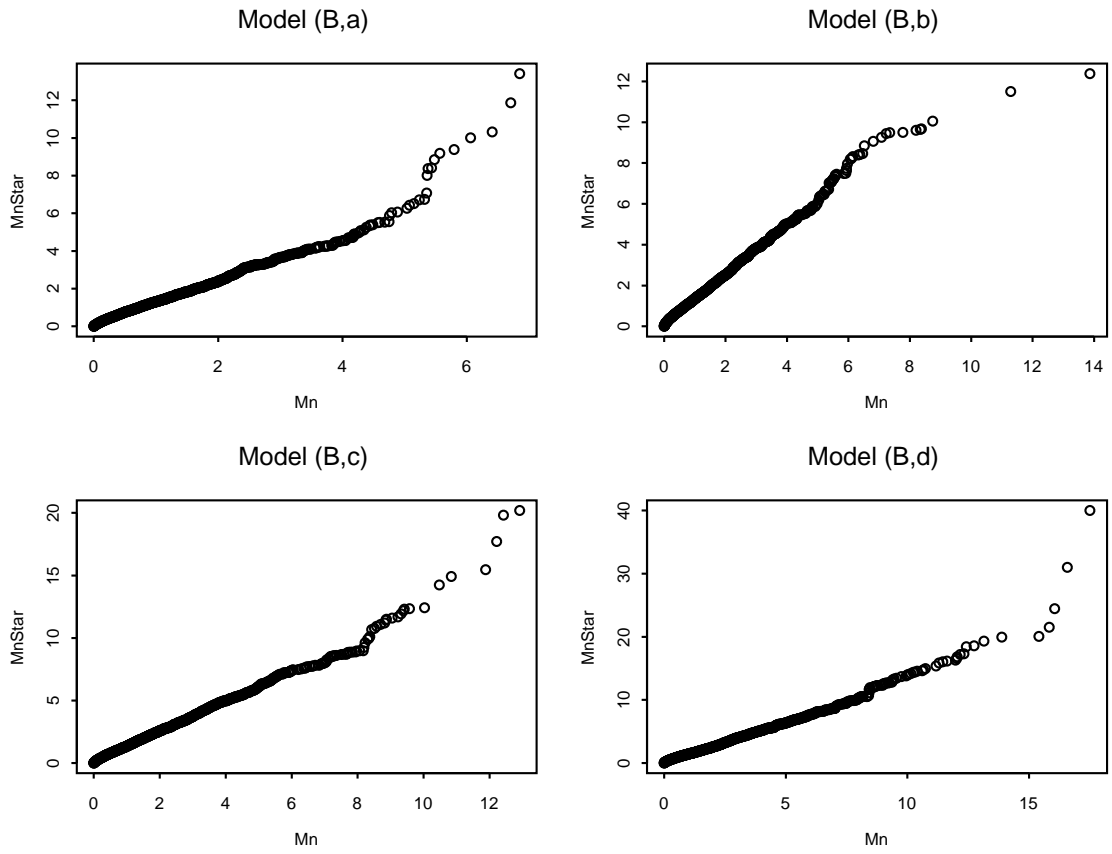 Model (B,a)
MnStar
0 2 4 6 8 10 12
0 2 4 6
Mn
Model (B,b)
MnStar
0 2 4 6 8 10 12
0 2 4 6 8 10 12 14
Mn
Model (B,c)
MnStar
0 5 10 15 20
0 2 4 6 8 10 12
Mn
Model (B,d)
MnStar
0 10 20 30 40
0 5 10 15
Mn